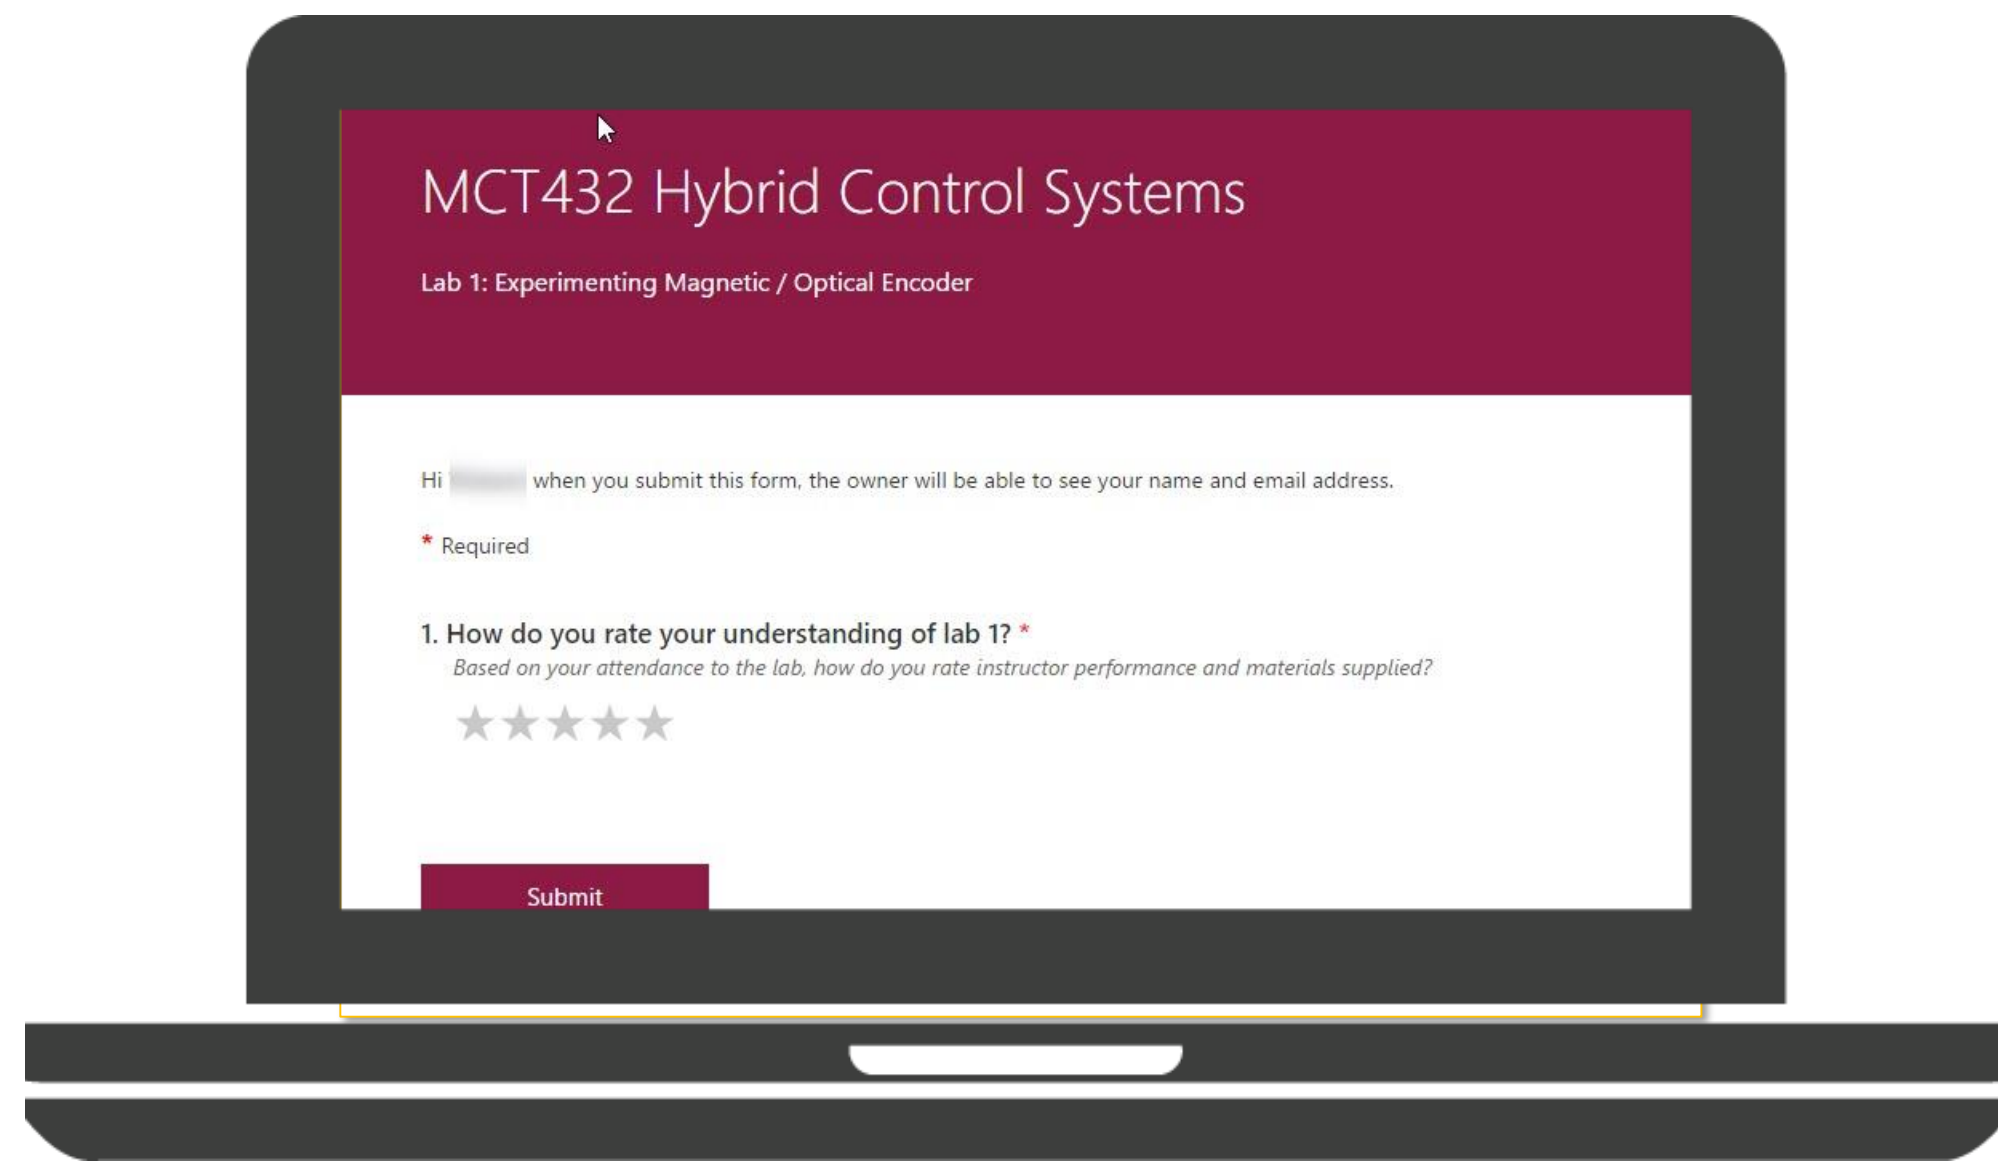 MCT432 Hybrid Control Systems
Lab 1: Experimenting Magnetic / Optical Encoder
Hi when you submit this form, the owner will be able to see your name and email address.
* Required
1. How do you rate your understanding of lab 1? *
Based on your attendance to the lab, how do you rate instructor performance and materials supplied?
Submit